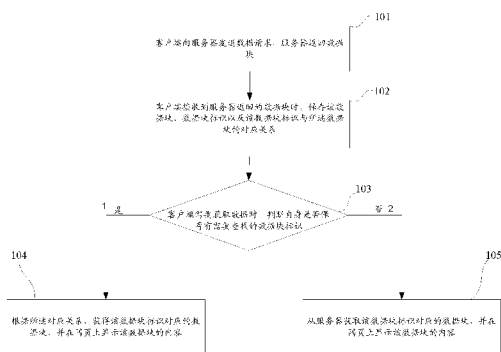 101
客户端向服务器发送数据请求，服务器返回数据
块
102
客户端接收到服务器返回的数据块时，保存该数
据块、数据块标识以及该数据块标识与所述数据
块的对应关系
103
1 是
否 2
客户端需要获取数据时，判断自身是否保
存有需要查找的数据块标识
104
根据所述对应关系，获得该数据块标识对应的数
据块，并在网页上显示该数据块的内容
105
从服务器获取该数据块标识对应的数据块，并在
网页上显示该数据块的内容